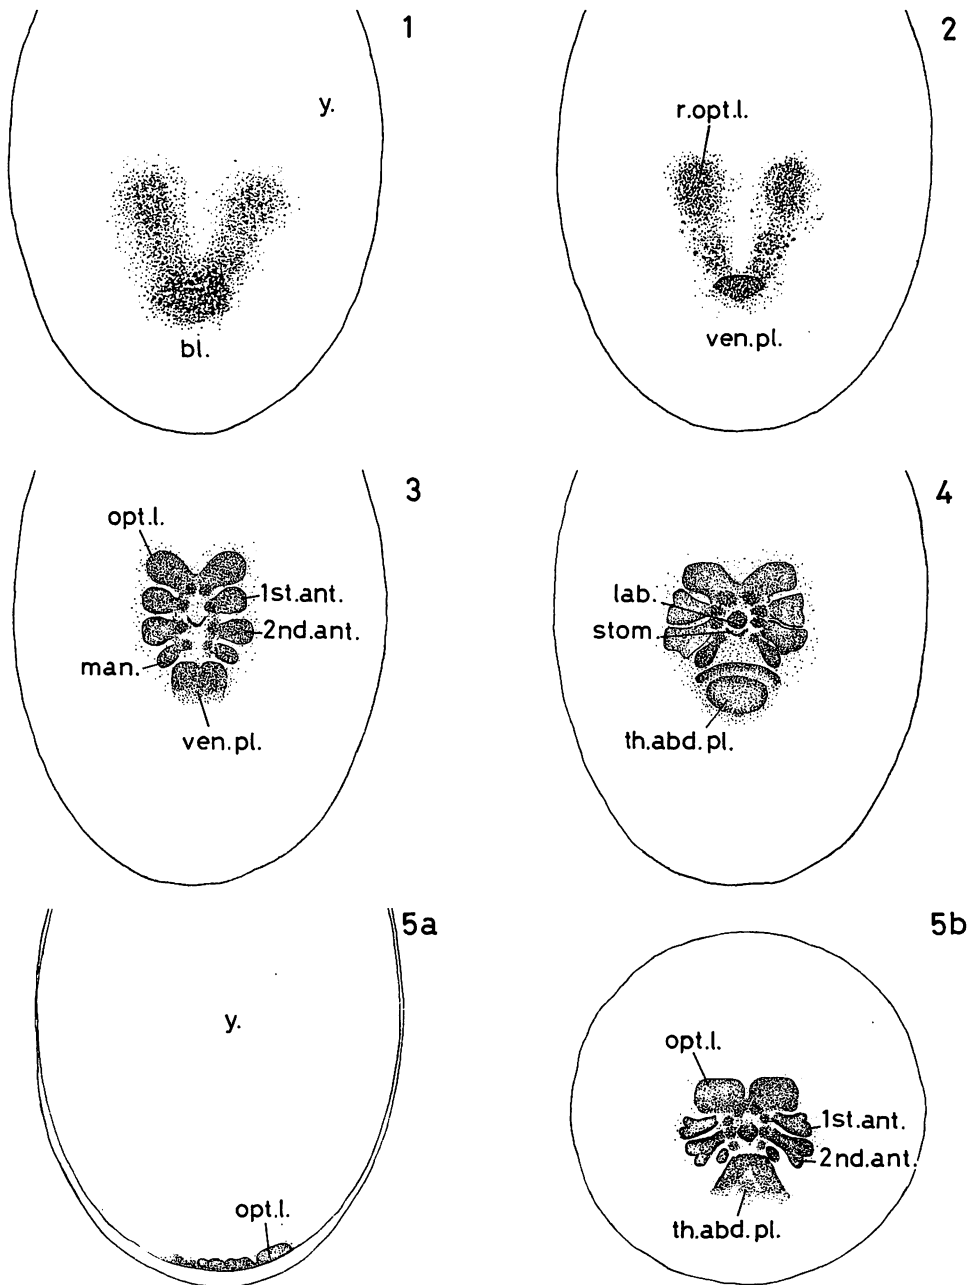 1
y.
bl.
2
r.opt.l.
ven.pl.
3
opt.l.
1st.ant.
2nd.ant.
man.
ven.pl.
4
lab.
stom.
th.abd.pl.
5a
y.
opt.l.
5b
opt.l.
1st.ant.
2nd.ant.
th.abd.pl.